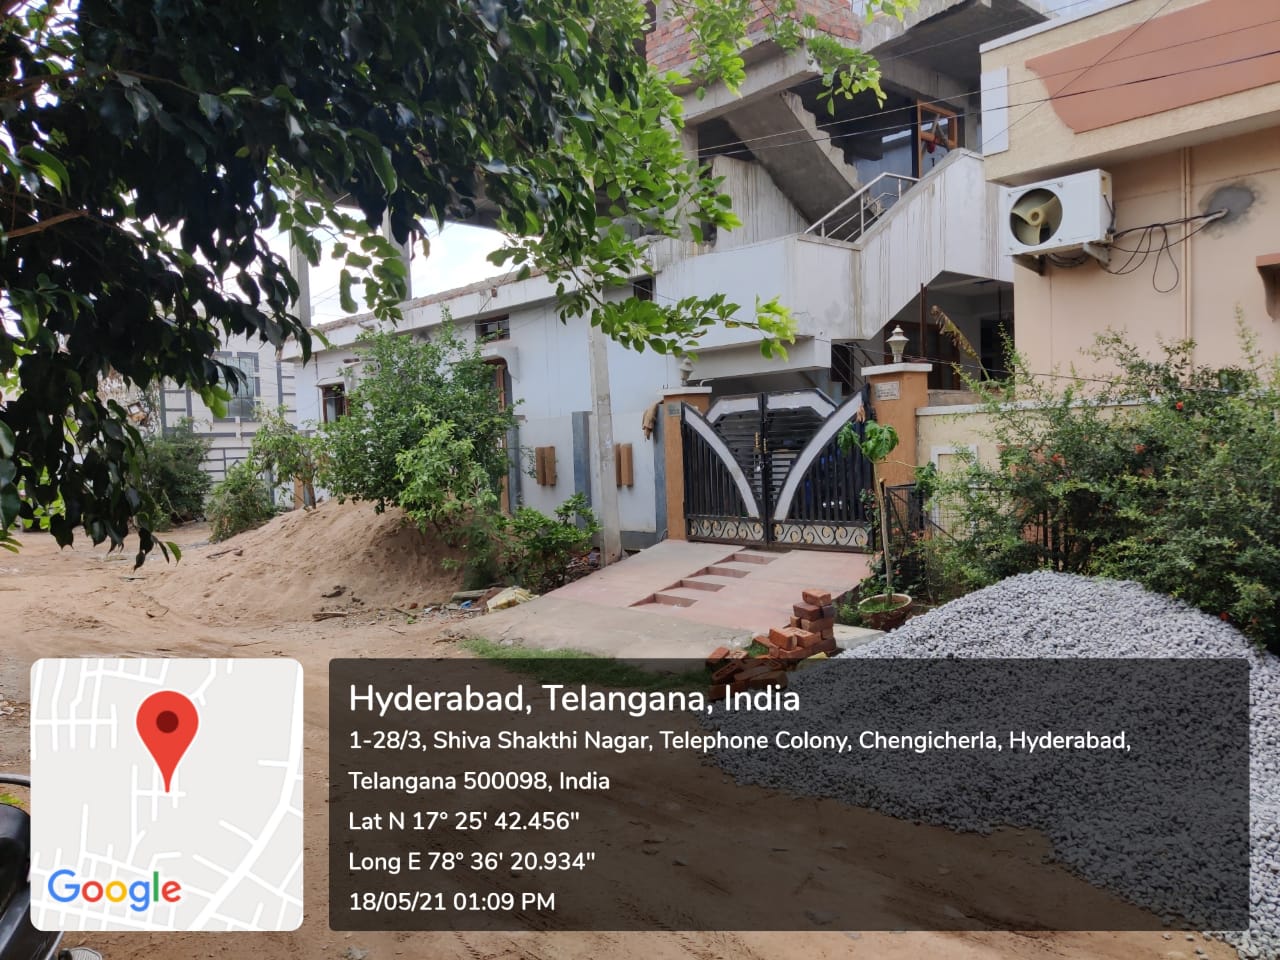 Hyderabad, Telangana, India
1-28/3, Shiva Shakthi Nagar, Telephone Colony, Chengicherla, Hyderabad,
Telangana 500098, India
Lat N 17° 25' 42.456"
Long E 78° 36' 20.934"
18/05/21 01:09 PM
Google